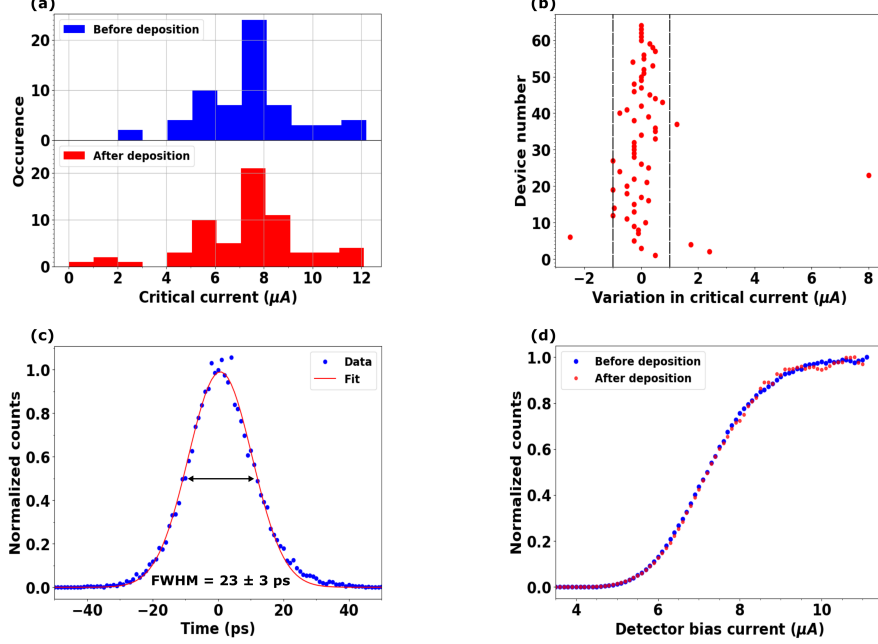 (a)
Before deposition
20
10
0
After deposition
20
10
0
Occurence
0 2 4 6 8 10 12
Critical current (μA)
(b)
60
50
40
30
20
10
0
Device number
−2 0 2 4 6 8
Variation in critical current (μA)
(c)
Data
Fit
1.0
0.8
0.6
0.4
0.2
0.0
Normalized counts
FWHM = 23 ± 3 ps
−40 −20 0 20 40
Time (ps)
(d)
Before deposition
After deposition
1.0
0.8
0.6
0.4
0.2
0.0
Normalized counts
4 6 8 10
Detector bias current (μA)